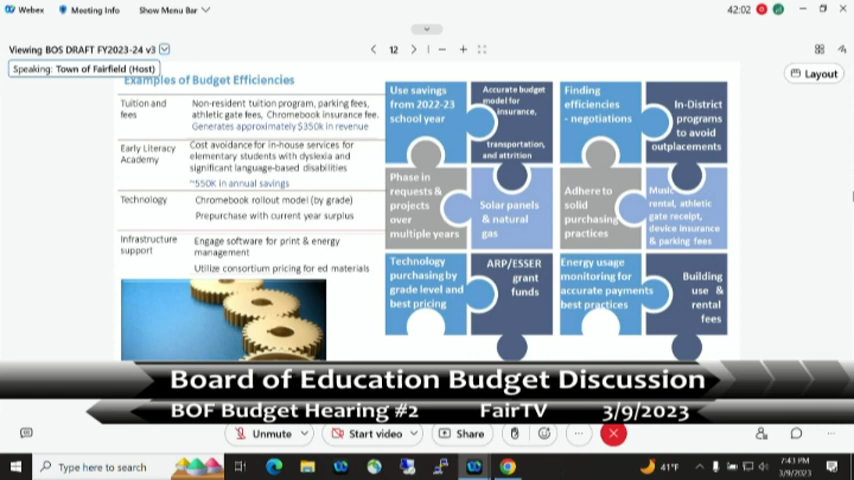 Webex
Meeting Info
Show Menu Bar
42:02
Viewing BOS DRAFT FY2023-24 v3
12
Speaking: Town of Fairfield (Host)
Layout
Examples of Budget Efficiencies
Tuition and
fees
Non-resident tuition program, parking fees,
athletic gate fees, Chromebook insurance fee.
Generates approximately $350k in revenue
Early Literacy
Academy
Cost avoidance for in-house services for
elementary students with dyslexia and
significant language-based disabilities
~550K in annual savings
Technology
Chromebook rollout model (by grade)
Prepurchase with current year surplus
Infrastructure
support
Engage software for print & energy
management
Utilize consortium pricing for ed materials
Use savings
from 2022-23
school year
Accurate budget
model for
insurance,
transportation,
and attrition
Finding
efficiencies
- negotiations
In-District
programs
to avoid
outplacements
Phase in
requests &
projects
over
multiple years
Solar panels
& natural
gas
Adhere to
solid
purchasing
practices
Music
rental, athletic
gate receipt,
device insurance
& parking fees
Technology
purchasing by
grade level and
best pricing
ARP/ESSER
grant
funds
Energy usage
monitoring for
accurate payments
best practices
Building
use &
rental
fees
Board of Education Budget Discussion
BOF Budget Hearing #2 FairTV 3/9/2023
Unmute
Start video
Share
Type here to search
41°F
7:43 PM
3/9/2023